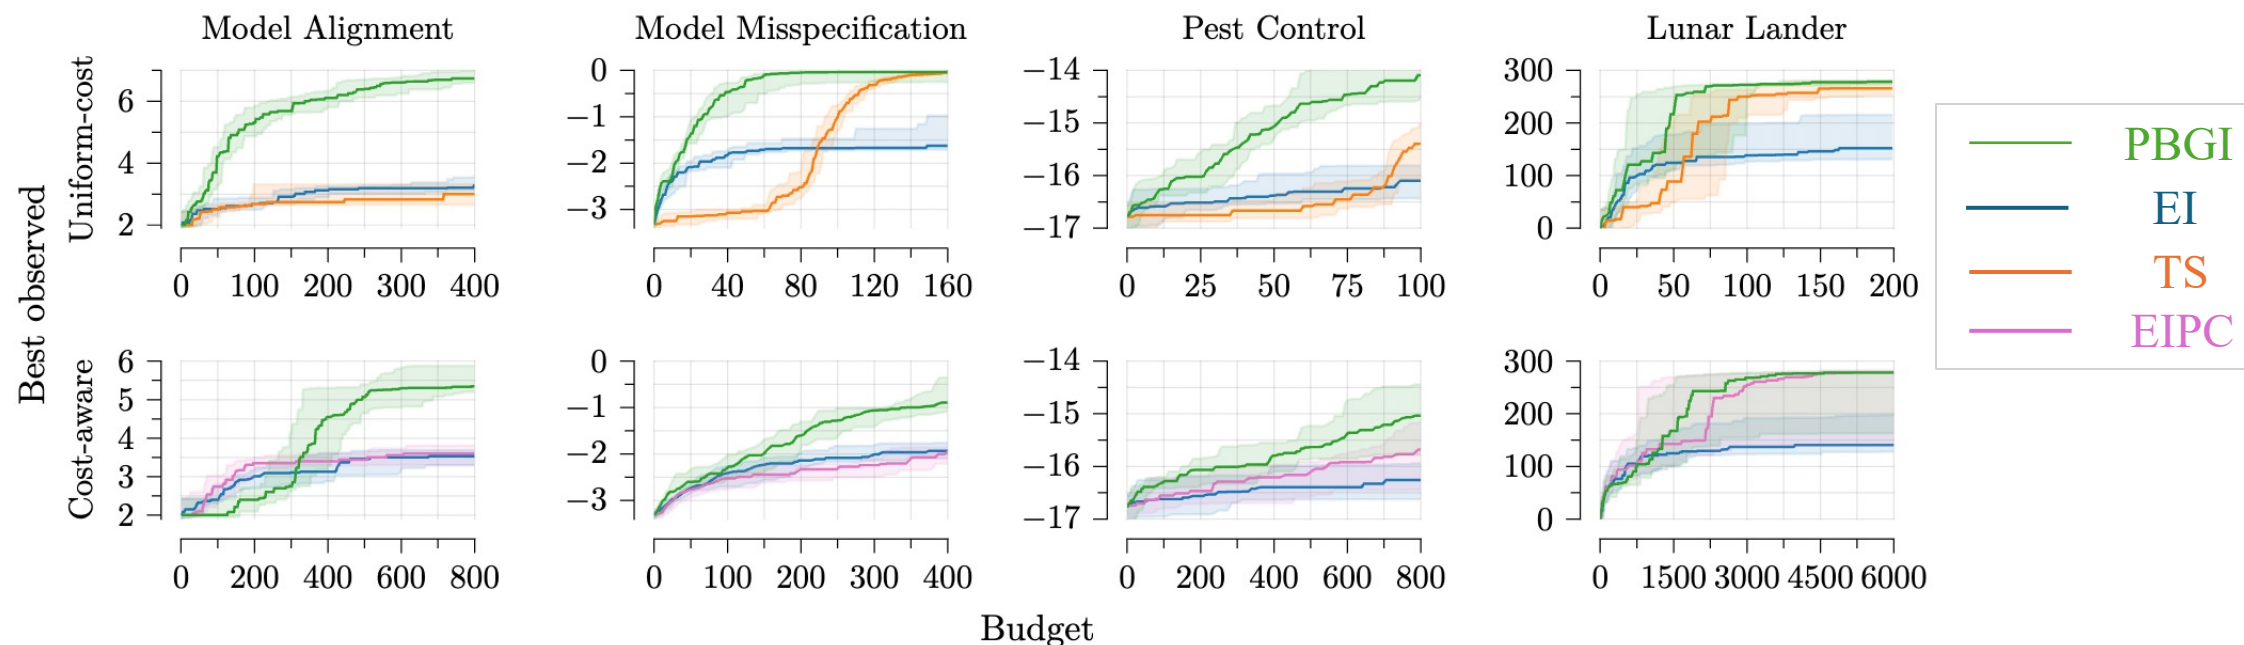 Model Alignment
Model Misspecification
Pest Control
Lunar Lander
Best observed
Uniform-cost
6
4
2
0 100 200 300 400
0
−1
−2
−3
0 40 80 120 160
−14
−15
−16
−17
0 25 50 75 100
300
200
100
0
0 50 100 150 200
PBGI
EI
TS
EIPC
Cost-aware
6
5
4
3
2
0 200 400 600 800
0
−1
−2
−3
0 100 200 300 400
−14
−15
−16
−17
0 200 400 600 800
300
200
100
0
0 1500 3000 4500 6000
Budget